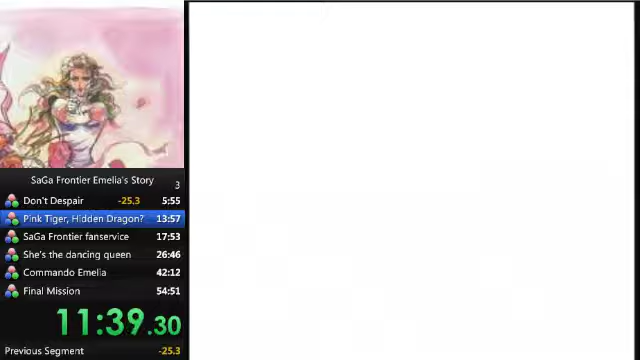 SaGa Frontier Emelia's Story
3
Don't Despair -25.3 5:55
Pink Tiger, Hidden Dragon? 13:57
SaGa Frontier fanservice 17:53
She's the dancing queen 26:46
Commando Emelia 42:12
Final Mission 54:51
11:39.30
Previous Segment -25.3